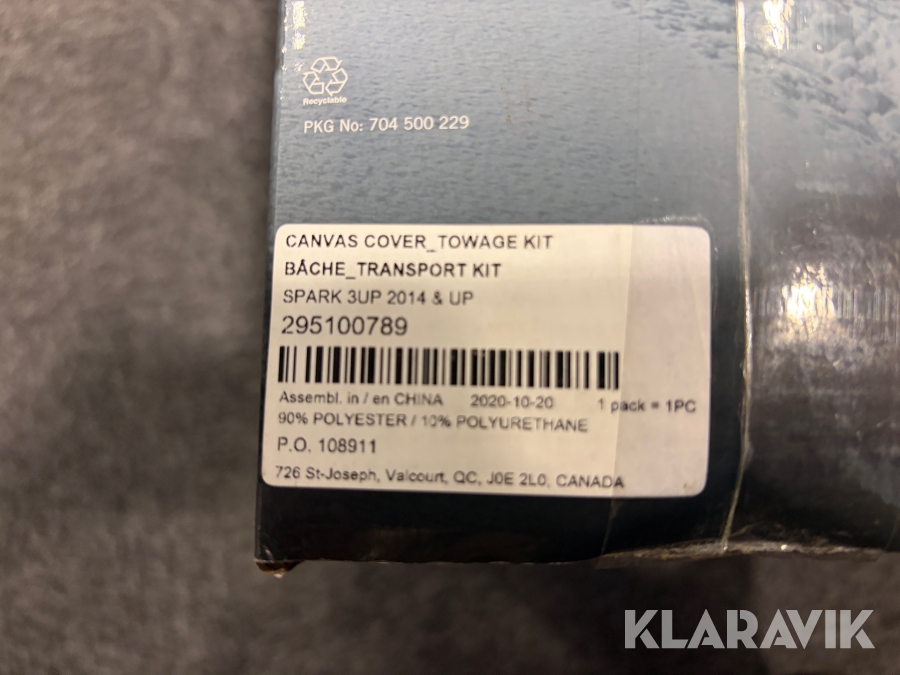 Recyclable
PKG No: 704 500 229
CANVAS COVER_TOWAGE KIT
BÂCHE_TRANSPORT KIT
SPARK 3UP 2014 & UP
295100789
Assembl. in / en CHINA 2020-10-20 1 pack = 1PC
90% POLYESTER / 10% POLYURETHANE
P.O. 108911
726 St-Joseph, Valcourt, QC, J0E 2L0, CANADA
KLARAVIK